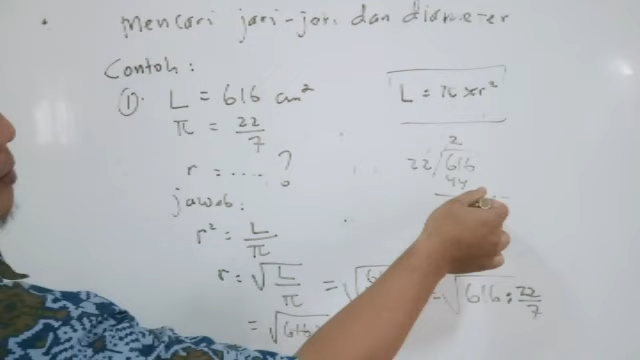 Mencari jari-jari dan diameter
Contoh :
①. L = 616 cm²
π = 22/7
r = .... ?
jawab :
r² = L/π
r = √(L/π) = √ = √616 : 22/7
= √616
L = π × r²
2
22 / 616
44